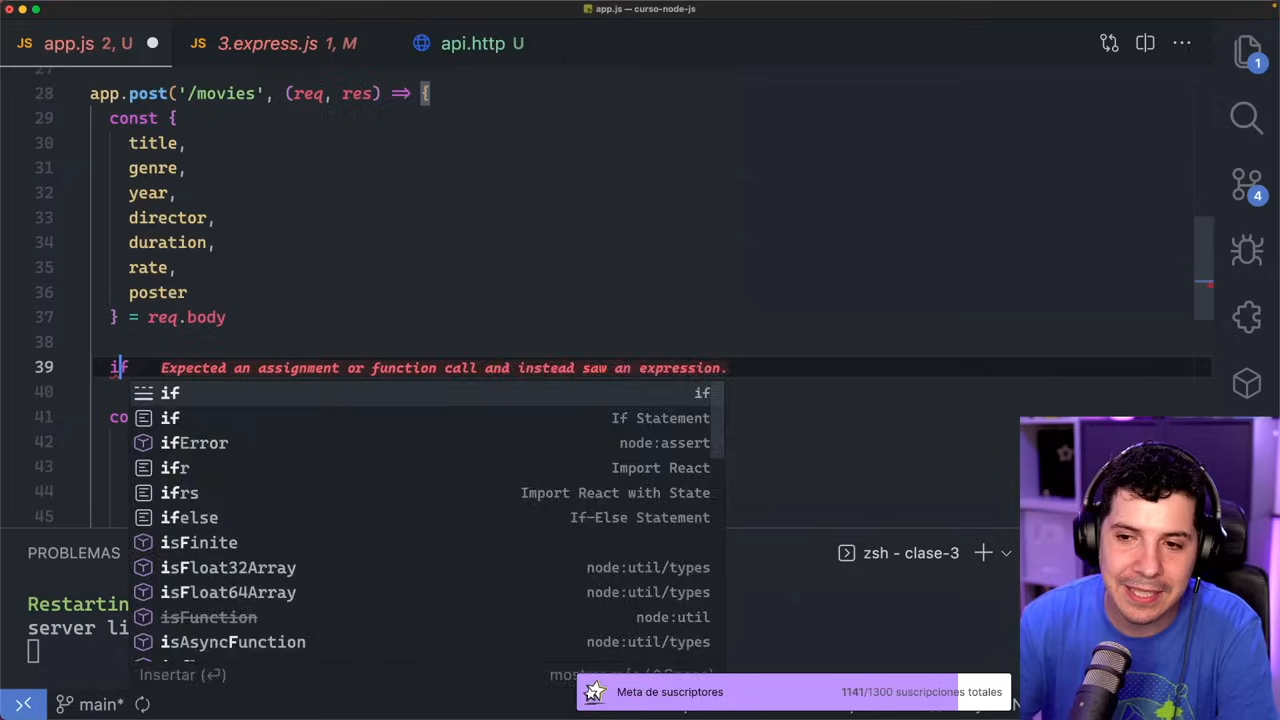 app.js — curso-node-js
JS app.js 2, U
JS 3.express.js 1, M
api.http U
27
28 app.post('/movies', (req, res) => {
29 const {
30 title,
31 genre,
32 year,
33 director,
34 duration,
35 rate,
36 poster
37 } = req.body
38
39 if Expected an assignment or function call and instead saw an expression.
40
41 co
42
43
44
45
if if
if If Statement
ifError node:assert
ifr Import React
ifrs Import React with State
ifelse If-Else Statement
isFinite
isFloat32Array node:util/types
isFloat64Array node:util/types
isFunction node:util
isAsyncFunction node:util/types
Insertar (↩)
1
4
PROBLEMAS
zsh - clase-3
Restartin
server li
main*
Meta de suscriptores 1141/1300 suscripciones totales